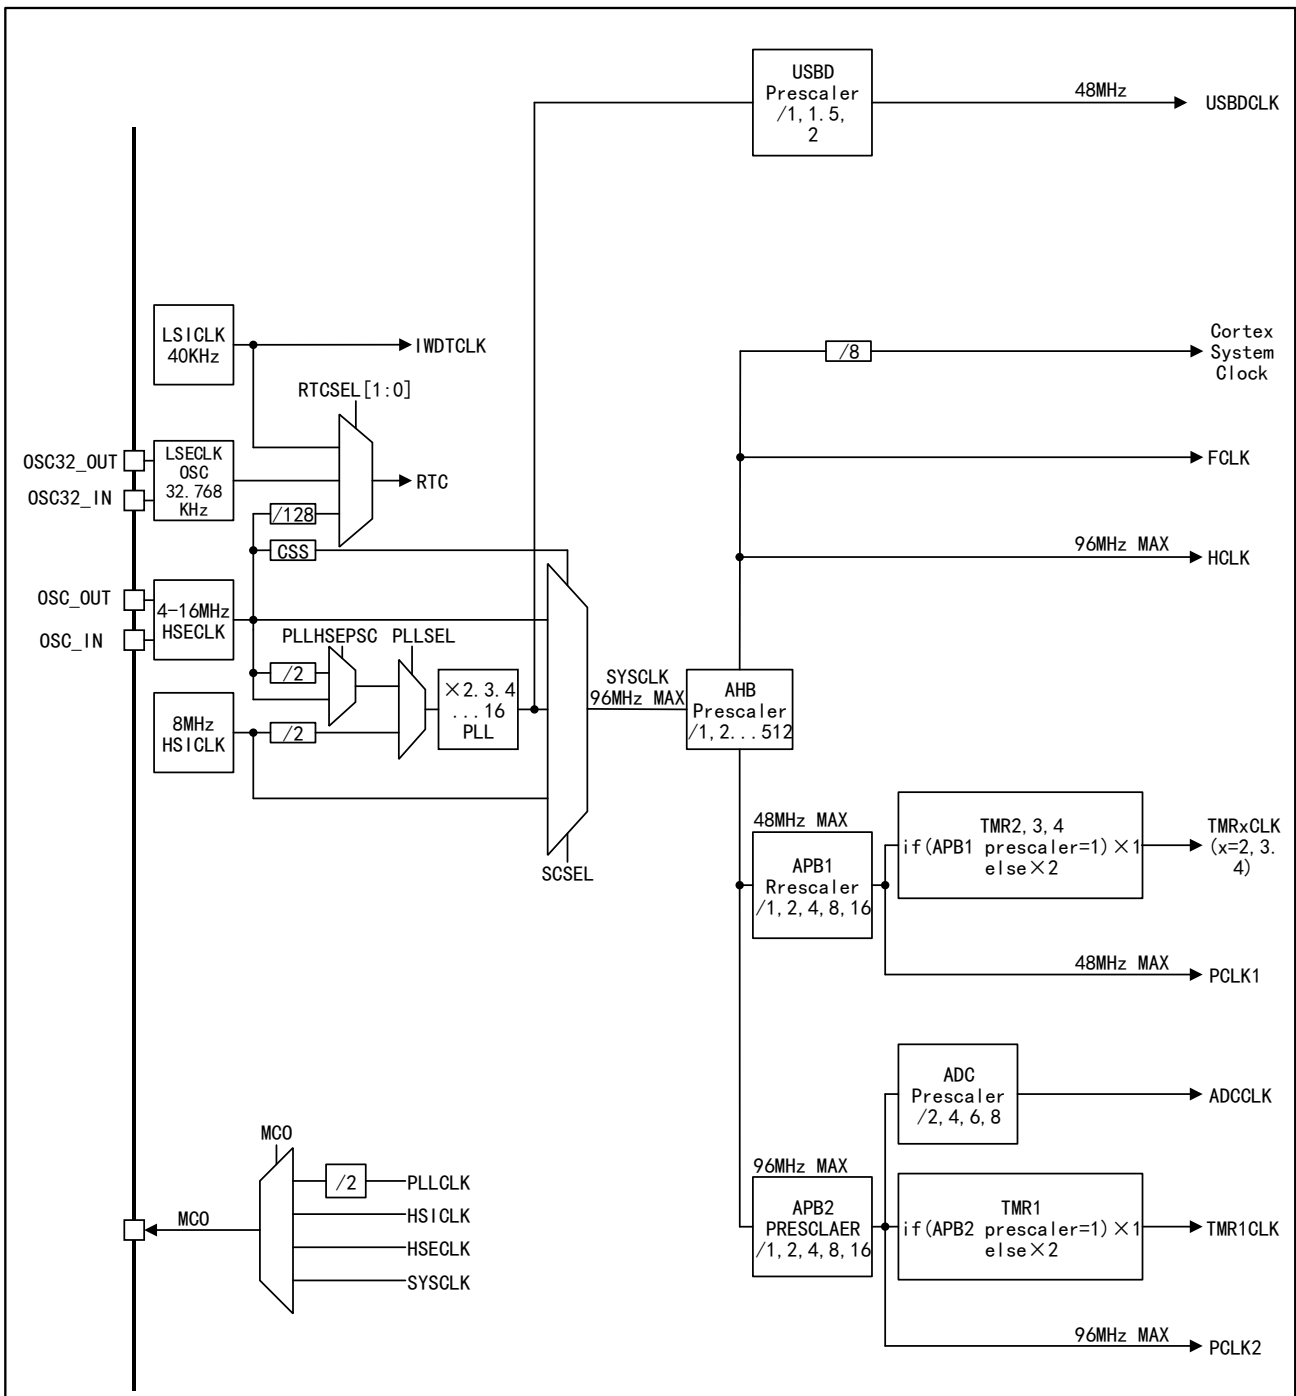 USBD
Prescaler
/1,1.5,
2
48MHz
USBDCLK
LSICLK
40KHz
IWDTCLK
/8
Cortex
System
Clock
RTCSEL[1:0]
OSC32_OUT
OSC32_IN
LSECLK
OSC
32.768
KHz
RTC
FCLK
/128
CSS
96MHz MAX
HCLK
OSC_OUT
OSC_IN
4-16MHz
HSECLK
PLLHSEPSC
PLLSEL
/2
×2.3.4
...16
PLL
SYSCLK
96MHz MAX
AHB
Prescaler
/1,2...512
8MHz
HSICLK
/2
SCSEL
48MHz MAX
APB1
Rrescaler
/1,2,4,8,16
TMR2,3,4
if(APB1 prescaler=1)×1
else×2
TMRxCLK
(x=2,3.
4)
48MHz MAX
PCLK1
ADC
Prescaler
/2,4,6,8
ADCCLK
MCO
/2
PLLCLK
HSICLK
HSECLK
SYSCLK
MCO
96MHz MAX
APB2
PRESCLAER
/1,2,4,8,16
TMR1
if(APB2 prescaler=1)×1
else×2
TMR1CLK
96MHz MAX
PCLK2